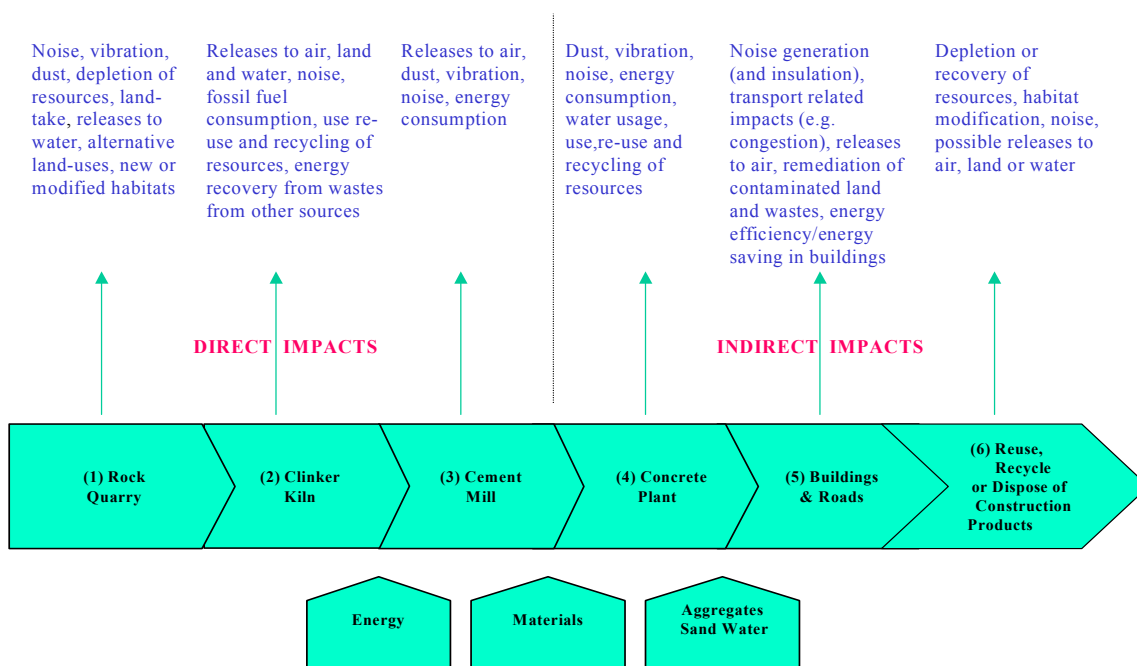 Noise, vibration,
dust, depletion of
resources, land-
take, releases to
water, alternative
land-uses, new or
modified habitats
Releases to air, land
and water, noise,
fossil fuel
consumption, use re-
use and recycling of
resources, energy
recovery from wastes
from other sources
Releases to air,
dust, vibration,
noise, energy
consumption
Dust, vibration,
noise, energy
consumption,
water usage,
use,re-use and
recycling of
resources
Noise generation
(and insulation),
transport related
impacts (e.g.
congestion), releases
to air, remediation of
contaminated land
and wastes, energy
efficiency/energy
saving in buildings
Depletion or
recovery of
resources, habitat
modification, noise,
possible releases to
air, land or water
DIRECT IMPACTS
INDIRECT IMPACTS
(1) Rock
Quarry
(2) Clinker
Kiln
(3) Cement
Mill
(4) Concrete
Plant
(5) Buildings
& Roads
(6) Reuse,
Recycle
or Dispose of
Construction
Products
Energy
Materials
Aggregates
Sand Water